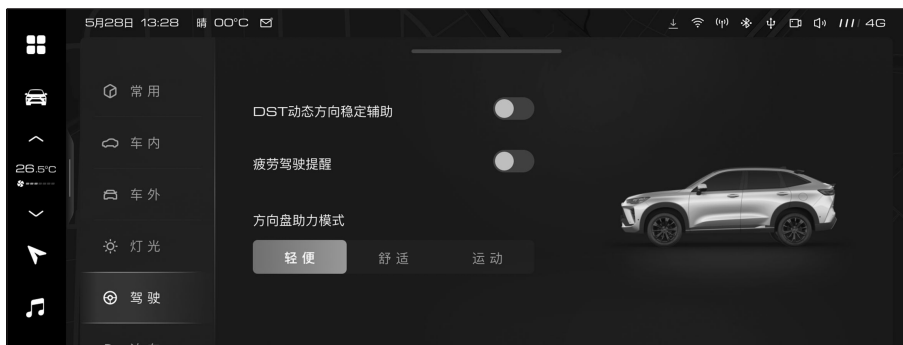 5月28日 13:28 晴 00°C
4G
常用
DST动态方向稳定辅助
车内
26.5°C
疲劳驾驶提醒
车外
方向盘助力模式
灯光
轻便 舒适 运动
驾驶